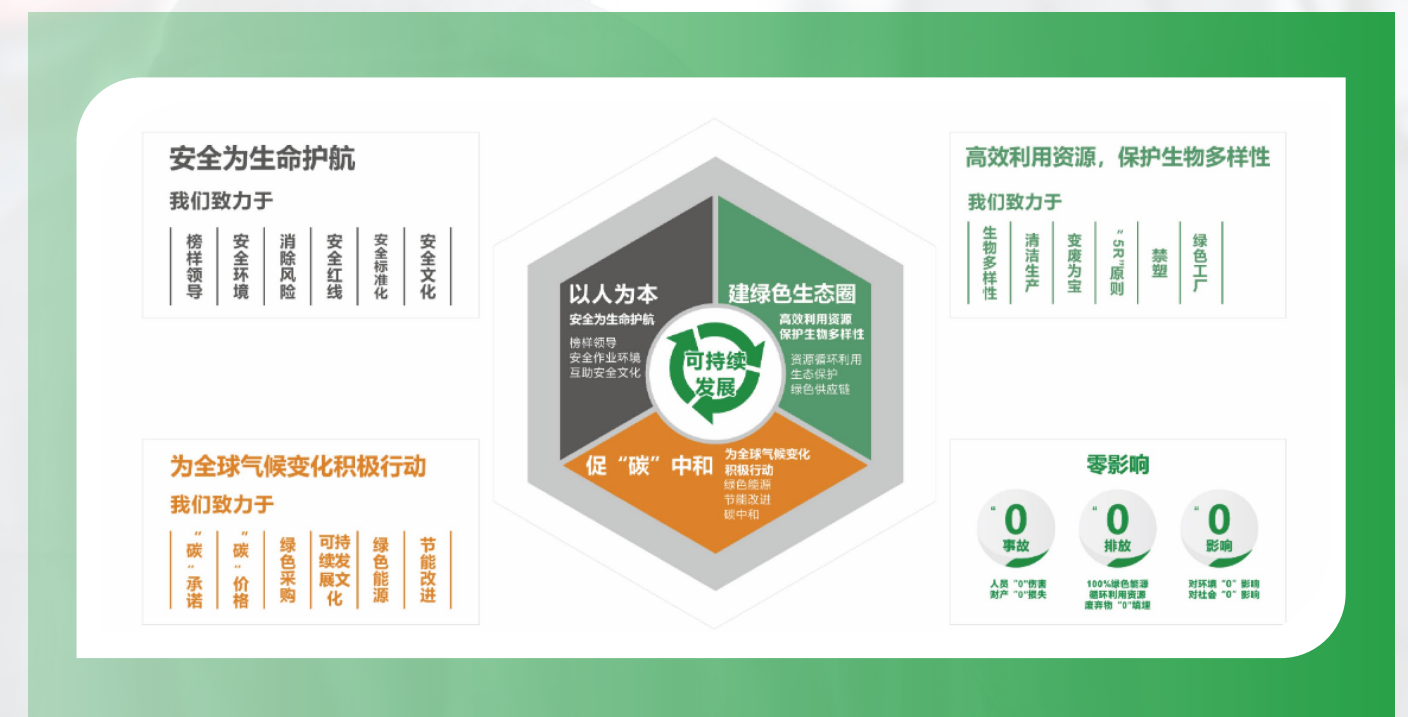 安全为生命护航
我们致力于
榜样领导
安全环境
消除风险
安全红线
安全标准化
安全文化
高效利用资源，保护生物多样性
我们致力于
生物多样性
清洁生产
变废为宝
“5R”原则
禁塑
绿色工厂
以人为本
安全为生命护航
榜样领导
安全作业环境
互助安全文化
建绿色生态圈
高效利用资源
保护生物多样性
资源循环利用
生态保护
绿色供应链
可持续
发展
促“碳”中和
为全球气候变化
积极行动
绿色能源
节能改进
碳中和
为全球气候变化积极行动
我们致力于
“碳”承诺
“碳”价格
绿色采购
可持续发展文化
绿色能源
节能改进
零影响
“0
事故
人员“0”伤害
财产“0”损失
“0
排放
100%绿色能源
循环利用资源
废弃物“0”填埋
“0
影响
对环境“0”影响
对社会“0”影响